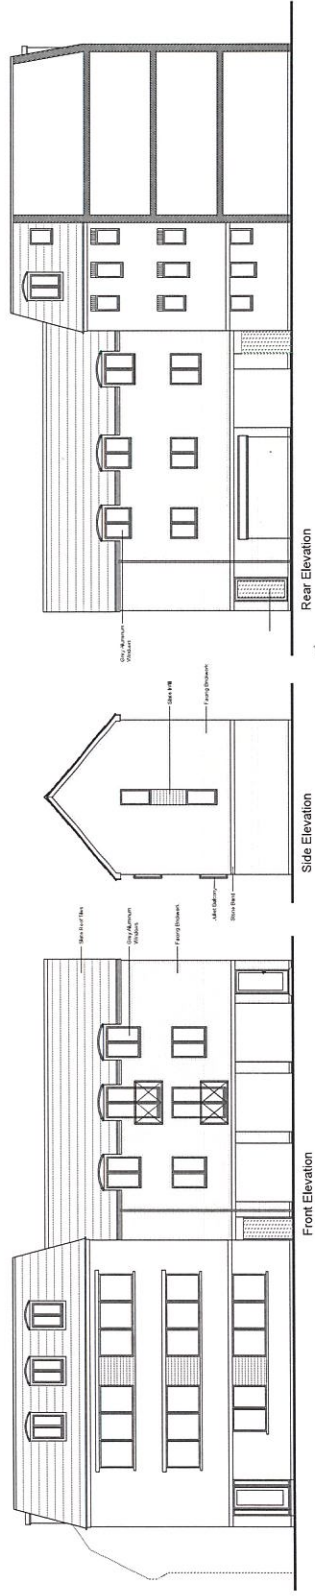 Grey Aluminium
Windows
Rear Elevation
Slate Infill
Facing Brickwork
Juliet Balcony
Stone Band
Side Elevation
Slate Roof Tiles
Grey Aluminium
Windows
Facing Brickwork
Front Elevation